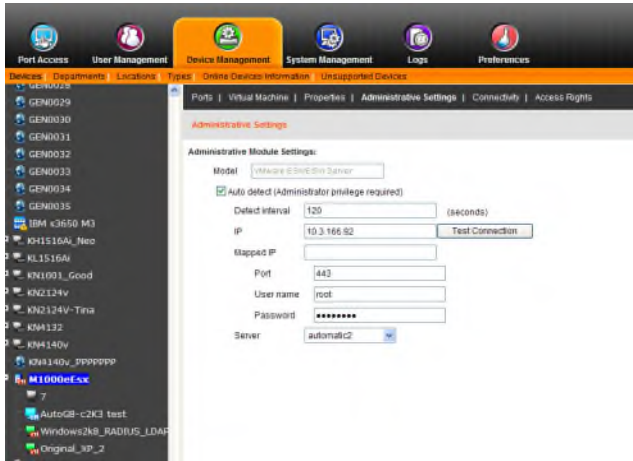 Port Access User Management Device Management System Management Logs Preferences
Devices | Departments | Locations | Types | Online Devices Information | Unsupported Devices
Ports | Virtual Machine | Properties | Administrative Settings | Connectivity | Access Rights
Administrative Settings
Administrative Module Settings:
Model VMware ESX/ESXi Server
Auto detect (Administrator privilege required)
Detect interval 120 (seconds)
IP 10.3.166.92 Test Connection
Mapped IP
Port 443
User name root
Password ••••••••
Server automatic2
GEN0028
GEN0029
GEN0030
GEN0031
GEN0032
GEN0033
GEN0034
GEN0035
IBM x3650 M3
KH1516Ai_Neo
KL1516Ai
KN1001_Good
KN2124v
KN2124V-Tina
KN4132
KN4140v
KN4140v_PPPPPPP
M1000eEsx
7
AutoGB-c2K3 test
Windows2k8_RADIUS_LDAP
Original_XP_2